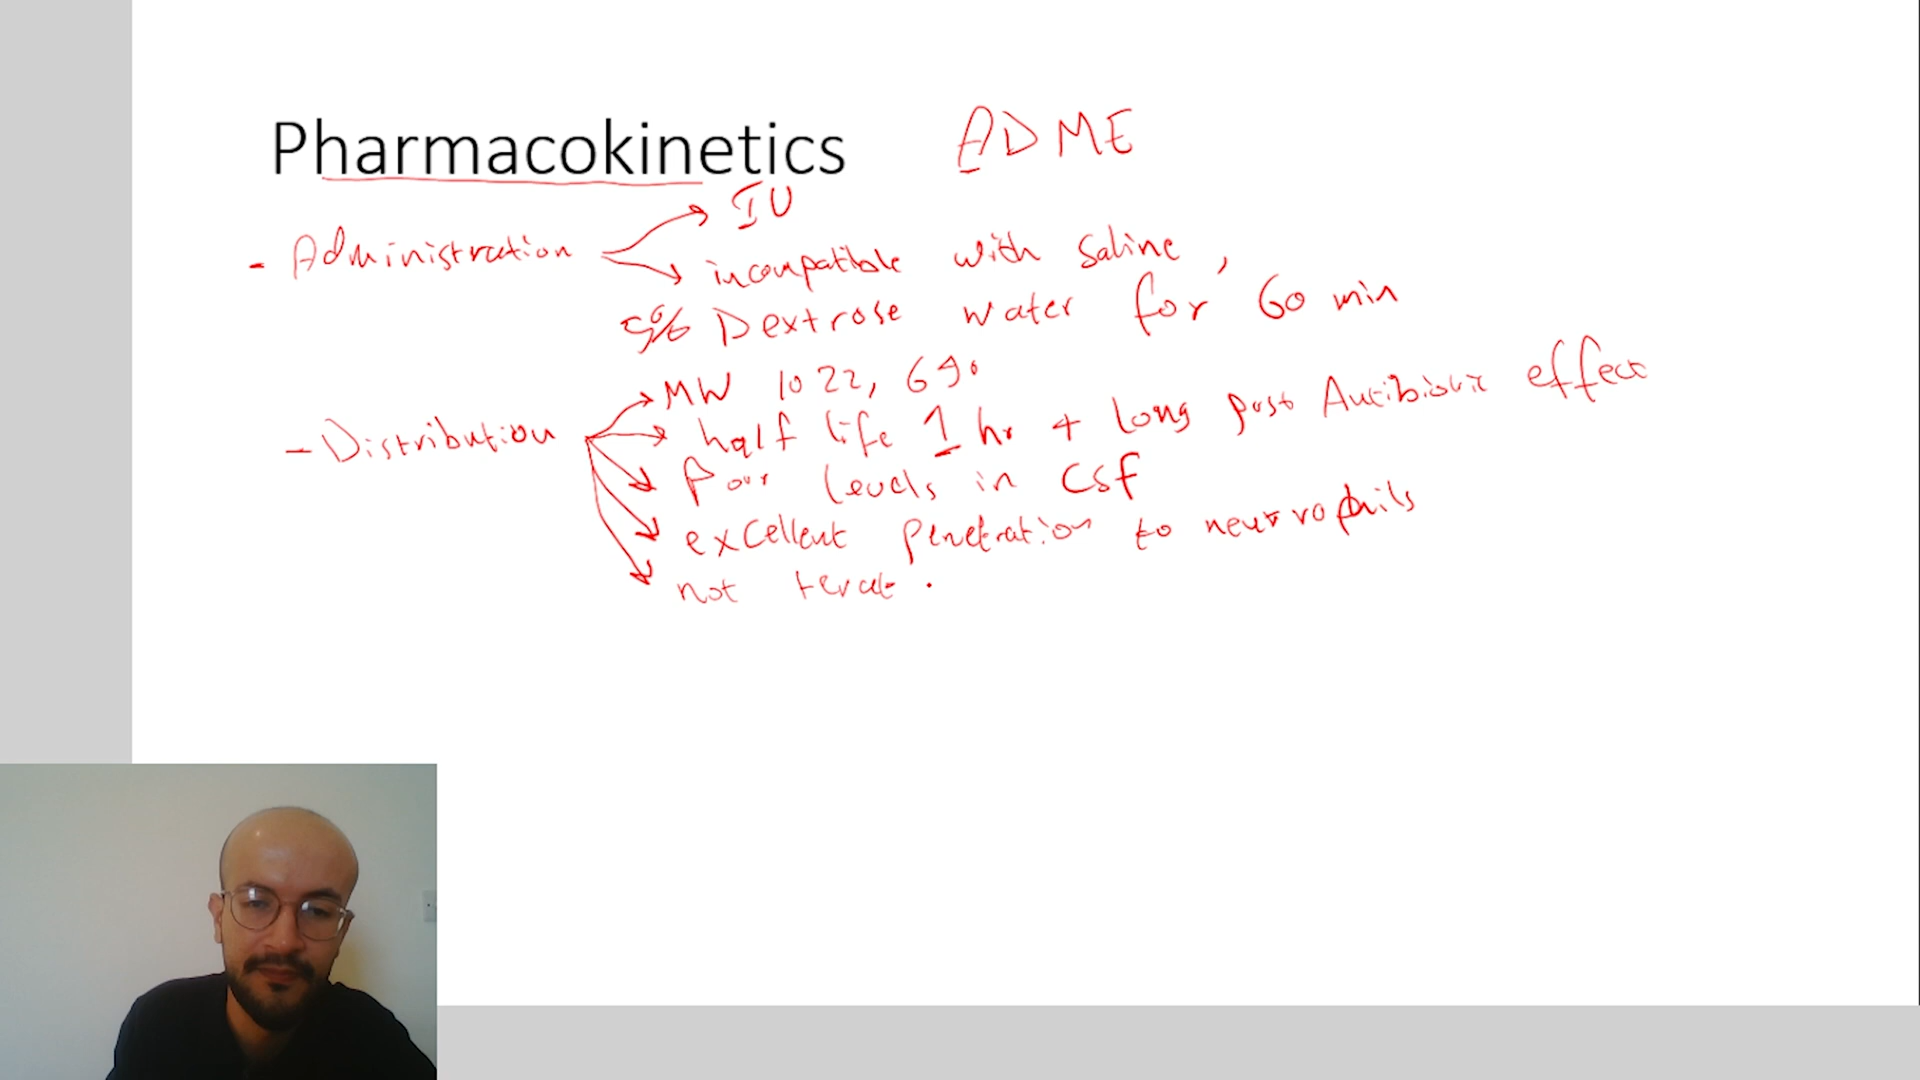 Pharmacokinetics ADME
- Administration IV
incompatible with saline,
5% Dextrose water for 60 min
- Distribution MW 1022, 690
half life 1 hr + long post Antibiotic effect
Poor levels in CSF
excellent penetration to neutrophils
not